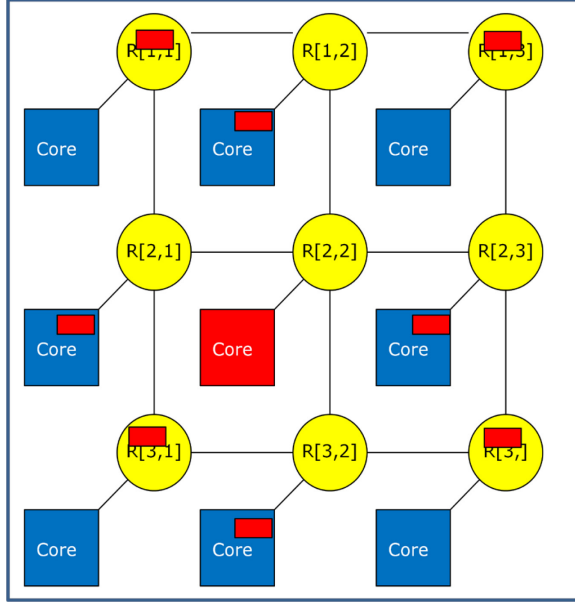 R[1,1] R[1,2] R[1,3]
Core Core Core
R[2,1] R[2,2] R[2,3]
Core Core Core
R[3,1] R[3,2] R[3,]
Core Core Core